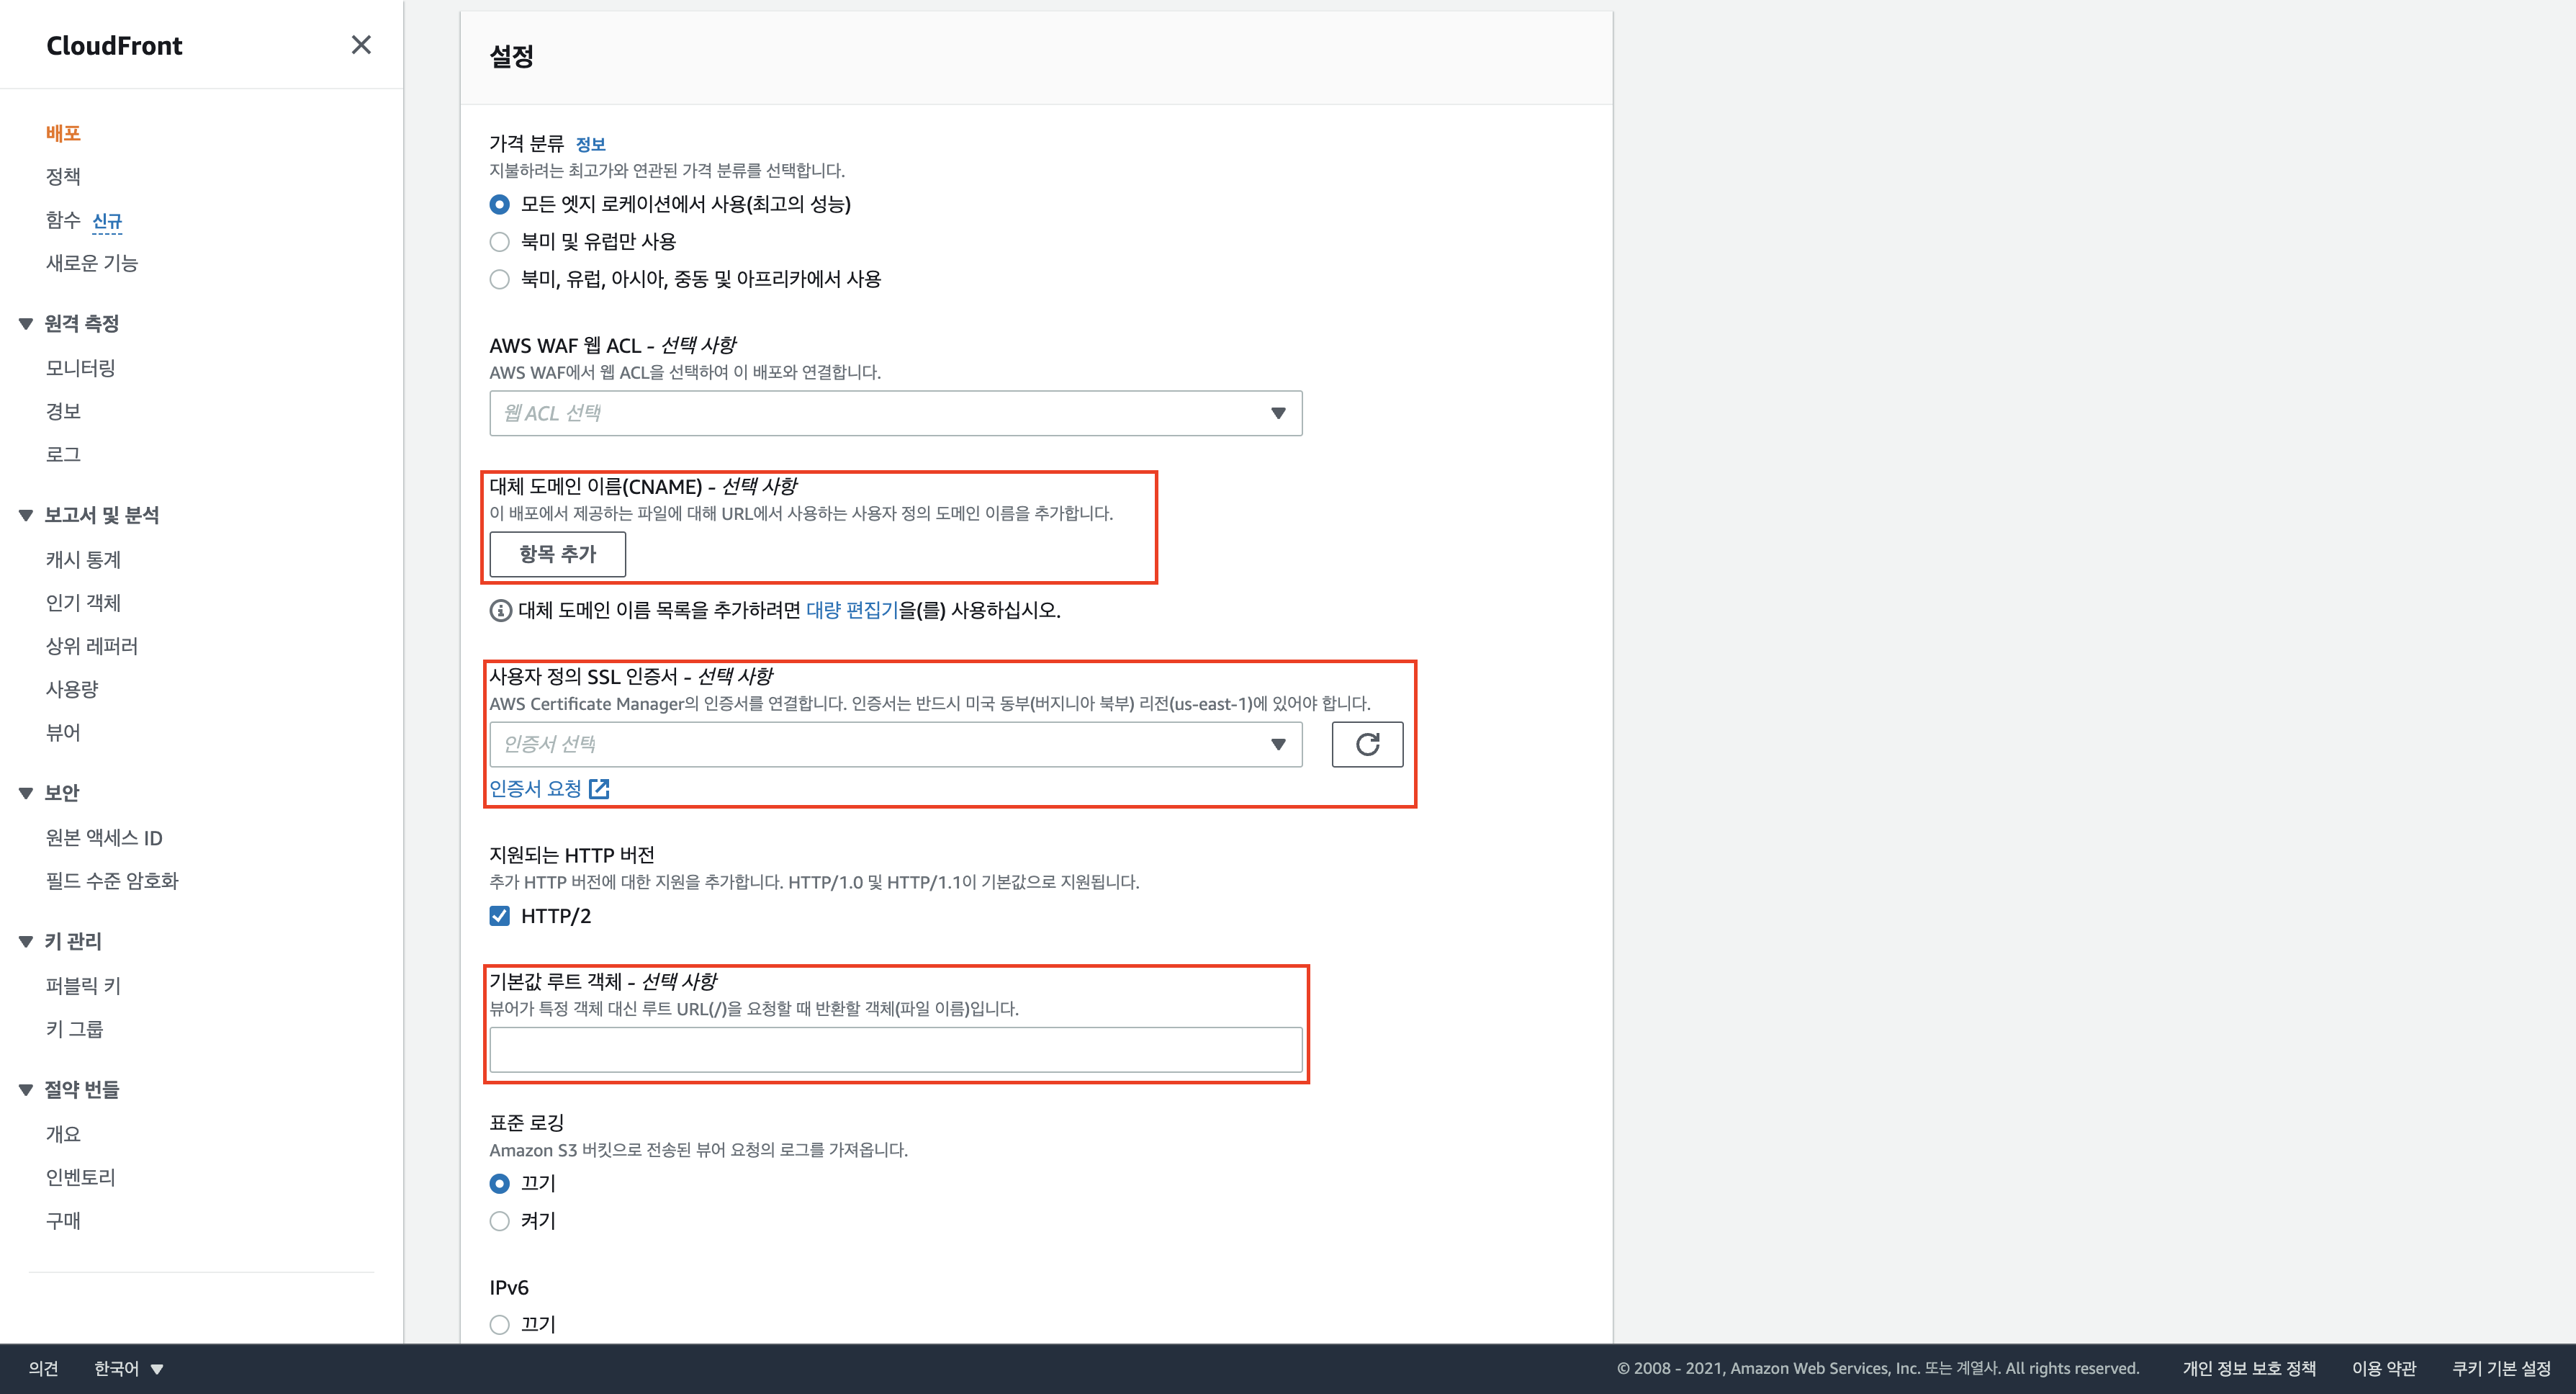 CloudFront
배포
정책
함수 신규
새로운 기능
원격 측정
모니터링
경보
로그
보고서 및 분석
캐시 통계
인기 객체
상위 레퍼러
사용량
뷰어
보안
원본 액세스 ID
필드 수준 암호화
키 관리
퍼블릭 키
키 그룹
절약 번들
개요
인벤토리
구매
설정
가격 분류 정보
지불하려는 최고가와 연관된 가격 분류를 선택합니다.
모든 엣지 로케이션에서 사용(최고의 성능)
북미 및 유럽만 사용
북미, 유럽, 아시아, 중동 및 아프리카에서 사용
AWS WAF 웹 ACL - 선택 사항
AWS WAF에서 웹 ACL을 선택하여 이 배포와 연결합니다.
웹 ACL 선택
대체 도메인 이름(CNAME) - 선택 사항
이 배포에서 제공하는 파일에 대해 URL에서 사용하는 사용자 정의 도메인 이름을 추가합니다.
항목 추가
대체 도메인 이름 목록을 추가하려면 대량 편집기을(를) 사용하십시오.
사용자 정의 SSL 인증서 - 선택 사항
AWS Certificate Manager의 인증서를 연결합니다. 인증서는 반드시 미국 동부(버지니아 북부) 리전(us-east-1)에 있어야 합니다.
인증서 선택
인증서 요청
지원되는 HTTP 버전
추가 HTTP 버전에 대한 지원을 추가합니다. HTTP/1.0 및 HTTP/1.1이 기본값으로 지원됩니다.
HTTP/2
기본값 루트 객체 - 선택 사항
뷰어가 특정 객체 대신 루트 URL(/)을 요청할 때 반환할 객체(파일 이름)입니다.
표준 로깅
Amazon S3 버킷으로 전송된 뷰어 요청의 로그를 가져옵니다.
끄기
켜기
IPv6
끄기
의견 한국어 © 2008 - 2021, Amazon Web Services, Inc. 또는 계열사. All rights reserved. 개인 정보 보호 정책 이용 약관 쿠키 기본 설정